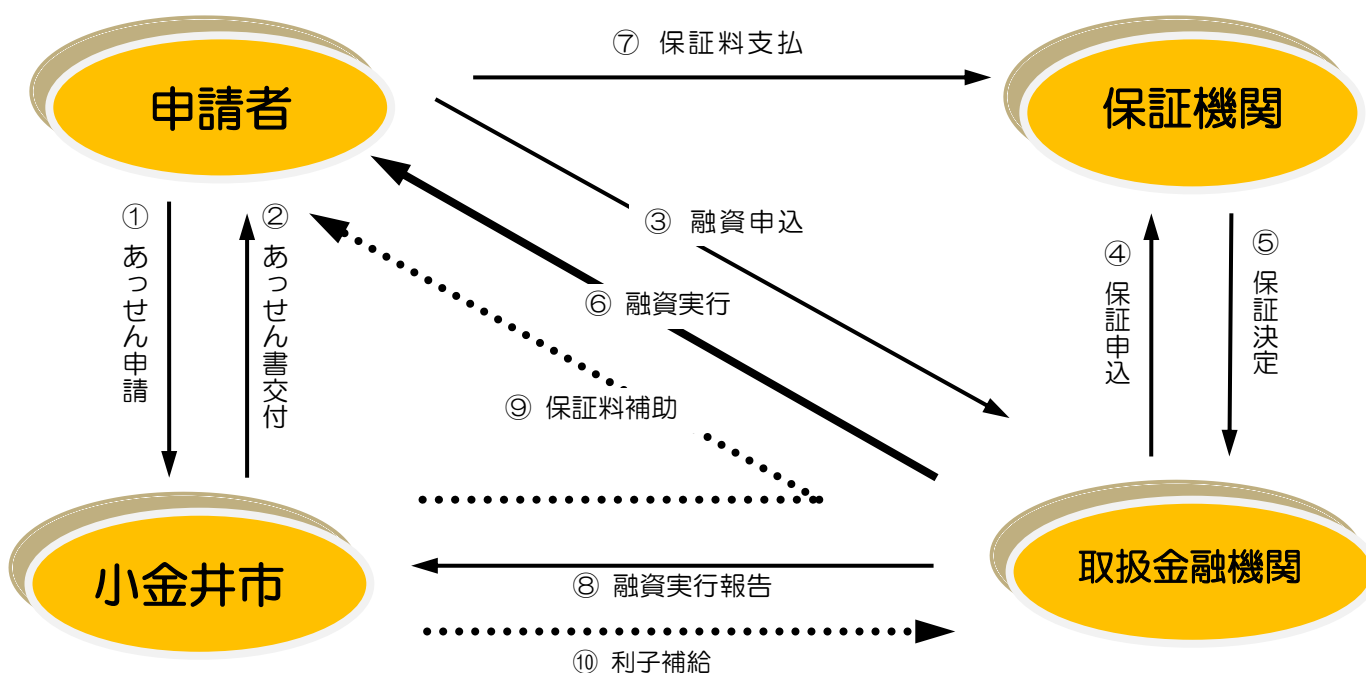 ⑦ 保証料支払
申請者
保証機関
① あっせん申請
② あっせん書交付
③ 融資申込
④ 保証申込
⑤ 保証決定
⑥ 融資実行
⑨ 保証料補助
小金井市
取扱金融機関
⑧ 融資実行報告
⑩ 利子補給